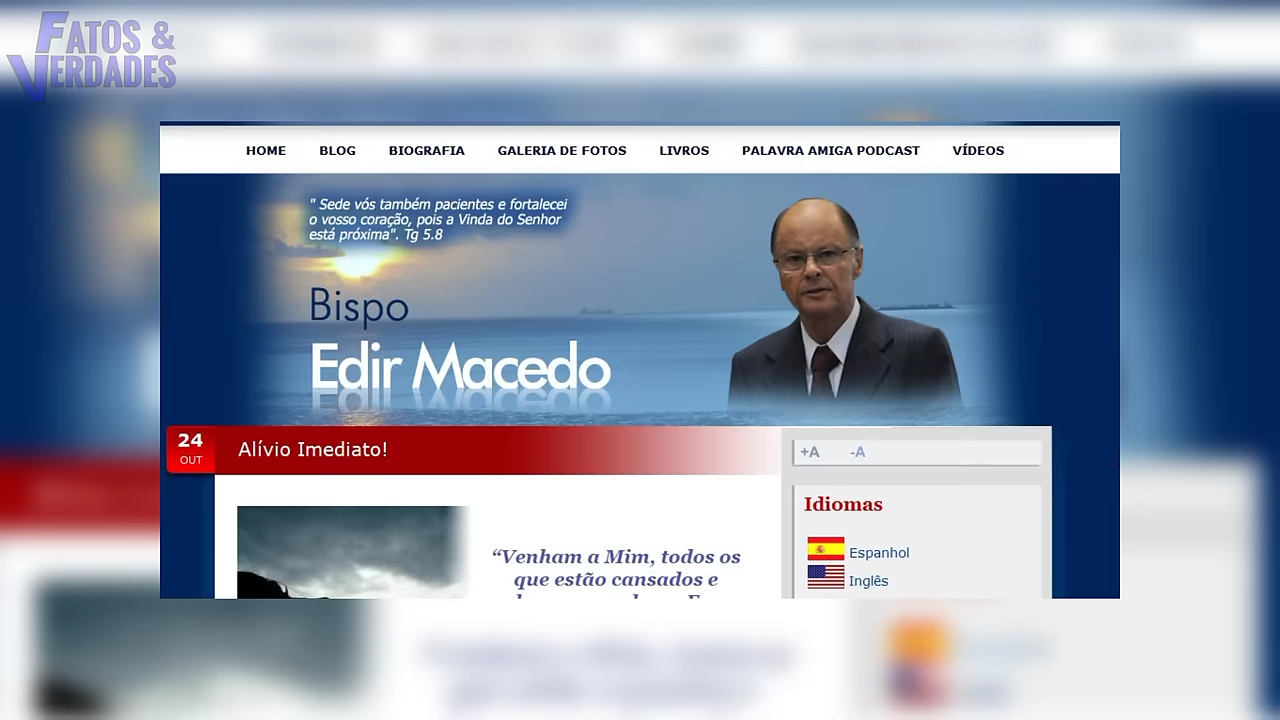 FATOS &
VERDADES
HOME BLOG BIOGRAFIA GALERIA DE FOTOS LIVROS PALAVRA AMIGA PODCAST VÍDEOS
" Sede vós também pacientes e fortalecei
o vosso coração, pois a Vinda do Senhor
está próxima". Tg 5.8
Bispo
Edir Macedo
24
OUT
Alívio Imediato!
+A -A
“Venham a Mim, todos os
que estão cansados e
Idiomas
Espanhol
Inglês